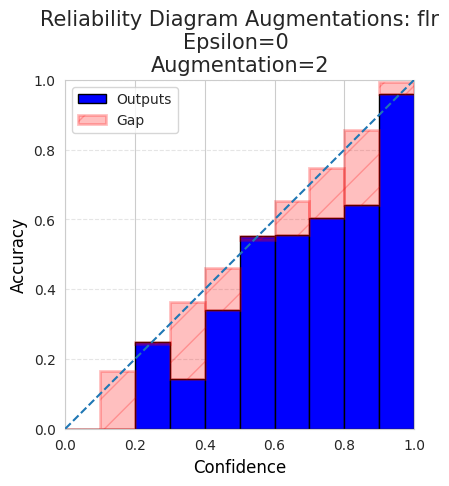 Reliability Diagram Augmentations: flr
Epsilon=0
Augmentation=2
Outputs
Gap
Accuracy
1.0
0.8
0.6
0.4
0.2
0.0
0.0 0.2 0.4 0.6 0.8 1.0
Confidence